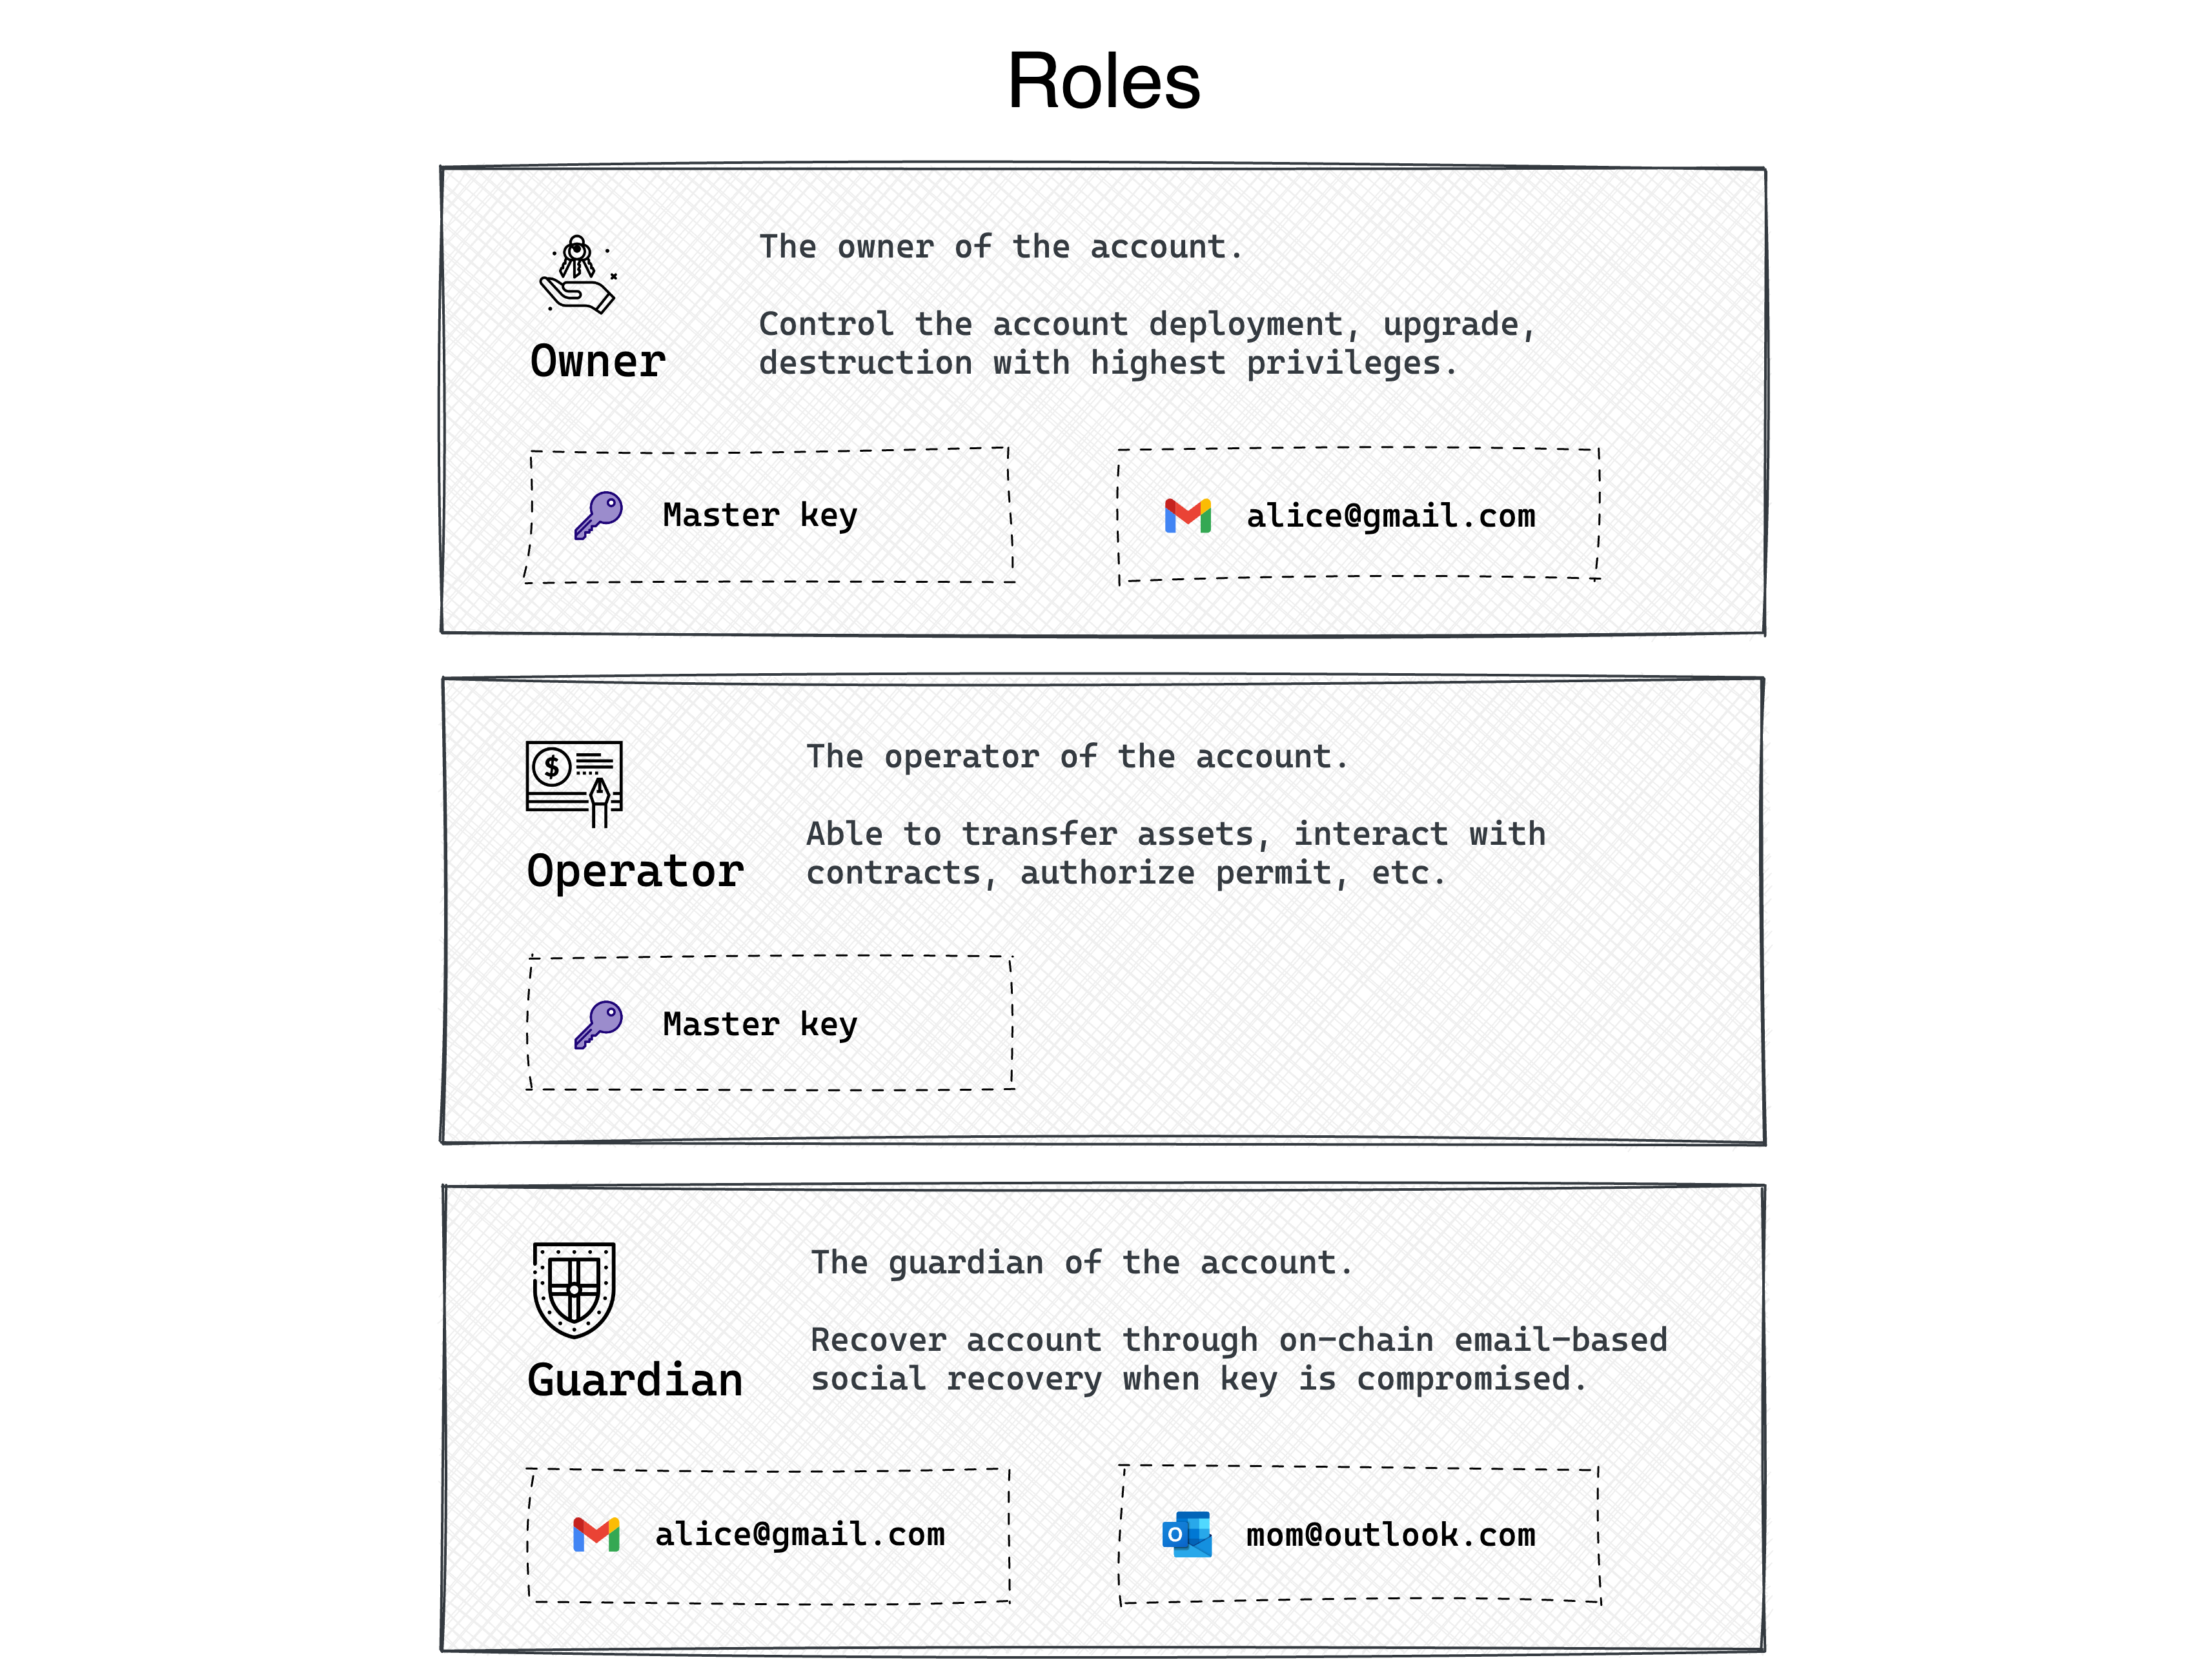 Roles
The owner of the account.
Control the account deployment, upgrade,
destruction with highest privileges.
Owner
Master key
alice@gmail.com
$
The operator of the account.
Able to transfer assets, interact with
contracts, authorize permit, etc.
Operator
Master key
The guardian of the account.
Recover account through on-chain email-based
social recovery when key is compromised.
Guardian
alice@gmail.com
O
mom@outlook.com